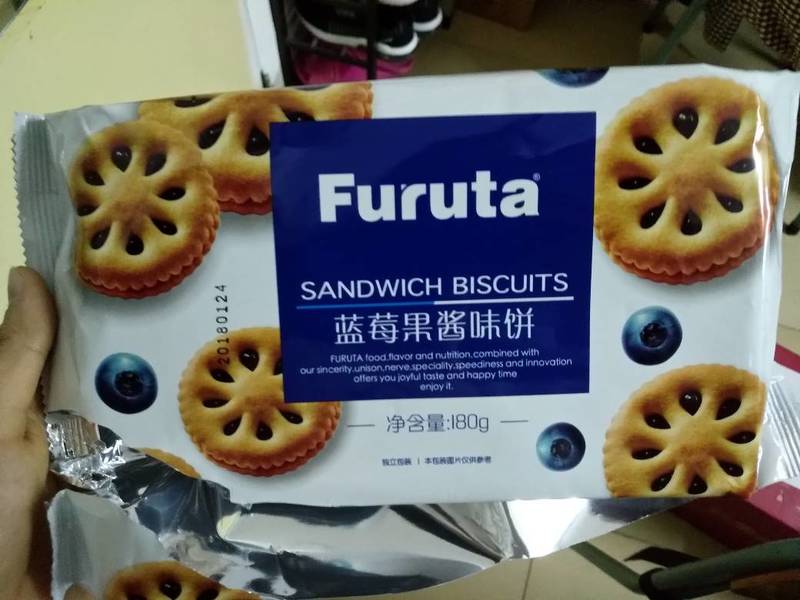 Furuta®
SANDWICH BISCUITS
蓝莓果酱味饼
FURUTA food.flavor and nutrition.combined with
our sincerity.unison,nerve.speciality,speediness and innovation
offers you joyful taste and happy time
enjoy it.
20180124
净含量:180g
独立包装 | 本包装图片仅供参考